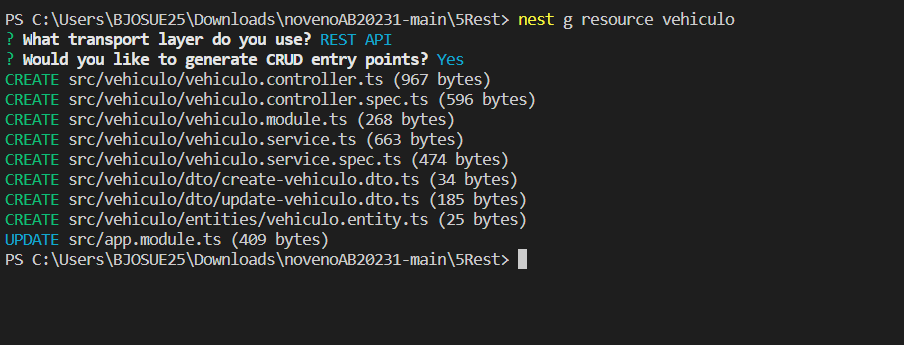 PS C:\Users\BJOSUE25\Downloads\novenoAB20231-main\5Rest> nest g resource vehiculo
? What transport layer do you use? REST API
? Would you like to generate CRUD entry points? Yes
CREATE src/vehiculo/vehiculo.controller.ts (967 bytes)
CREATE src/vehiculo/vehiculo.controller.spec.ts (596 bytes)
CREATE src/vehiculo/vehiculo.module.ts (268 bytes)
CREATE src/vehiculo/vehiculo.service.ts (663 bytes)
CREATE src/vehiculo/vehiculo.service.spec.ts (474 bytes)
CREATE src/vehiculo/dto/create-vehiculo.dto.ts (34 bytes)
CREATE src/vehiculo/dto/update-vehiculo.dto.ts (185 bytes)
CREATE src/vehiculo/entities/vehiculo.entity.ts (25 bytes)
UPDATE src/app.module.ts (409 bytes)
PS C:\Users\BJOSUE25\Downloads\novenoAB20231-main\5Rest>